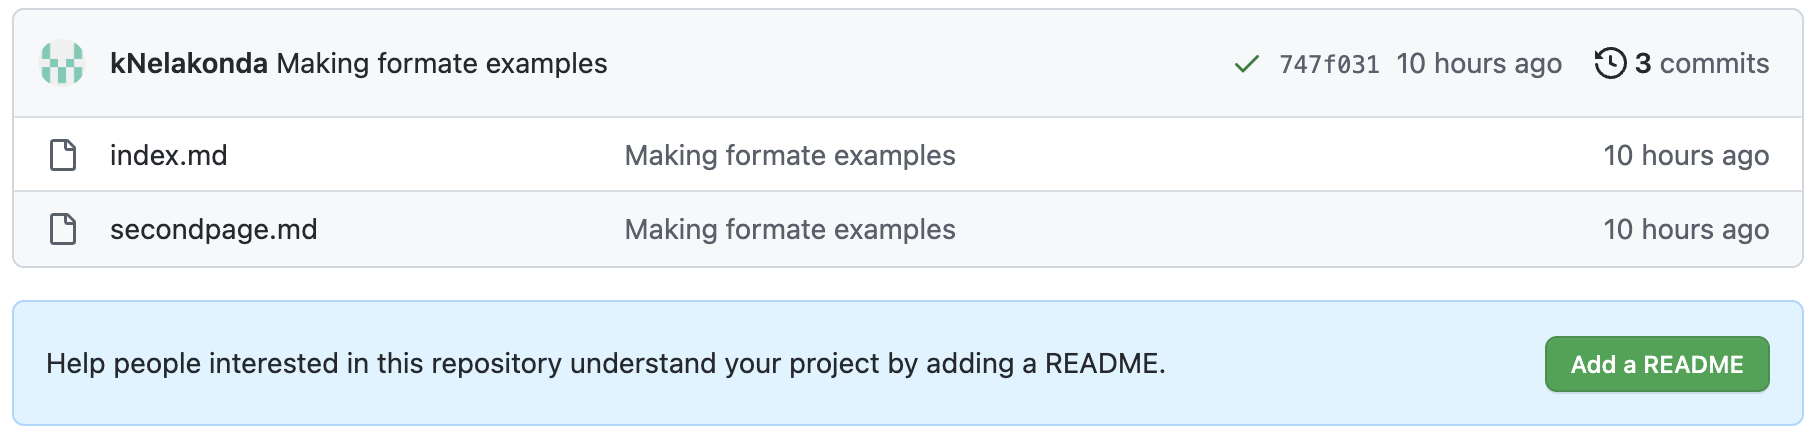 kNelakonda Making formate examples 747f031 10 hours ago 3 commits
index.md Making formate examples 10 hours ago
secondpage.md Making formate examples 10 hours ago
Help people interested in this repository understand your project by adding a README. Add a README